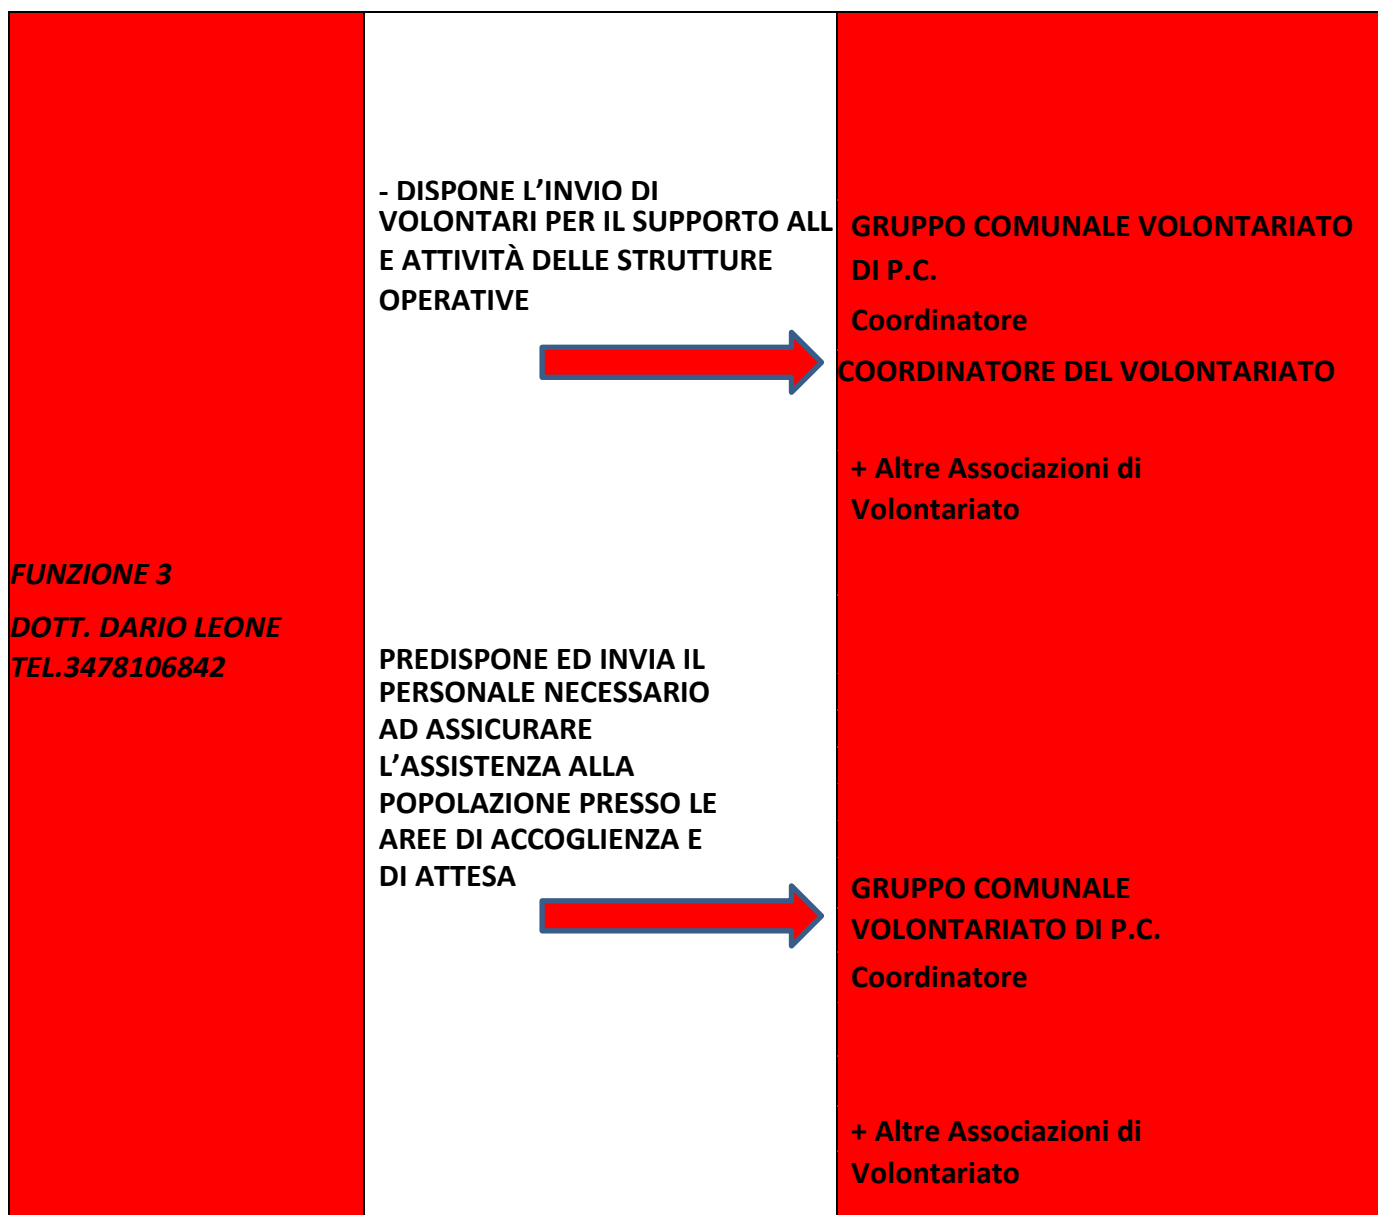 FUNZIONE 3
DOTT. DARIO LEONE
TEL.3478106842
- DISPONE L’INVIO DI
VOLONTARI PER IL SUPPORTO ALL
E ATTIVITÀ DELLE STRUTTURE
OPERATIVE
GRUPPO COMUNALE VOLONTARIATO
DI P.C.
Coordinatore
COORDINATORE DEL VOLONTARIATO
+ Altre Associazioni di
Volontariato
PREDISPONE ED INVIA IL
PERSONALE NECESSARIO
AD ASSICURARE
L’ASSISTENZA ALLA
POPOLAZIONE PRESSO LE
AREE DI ACCOGLIENZA E
DI ATTESA
GRUPPO COMUNALE
VOLONTARIATO DI P.C.
Coordinatore
+ Altre Associazioni di
Volontariato